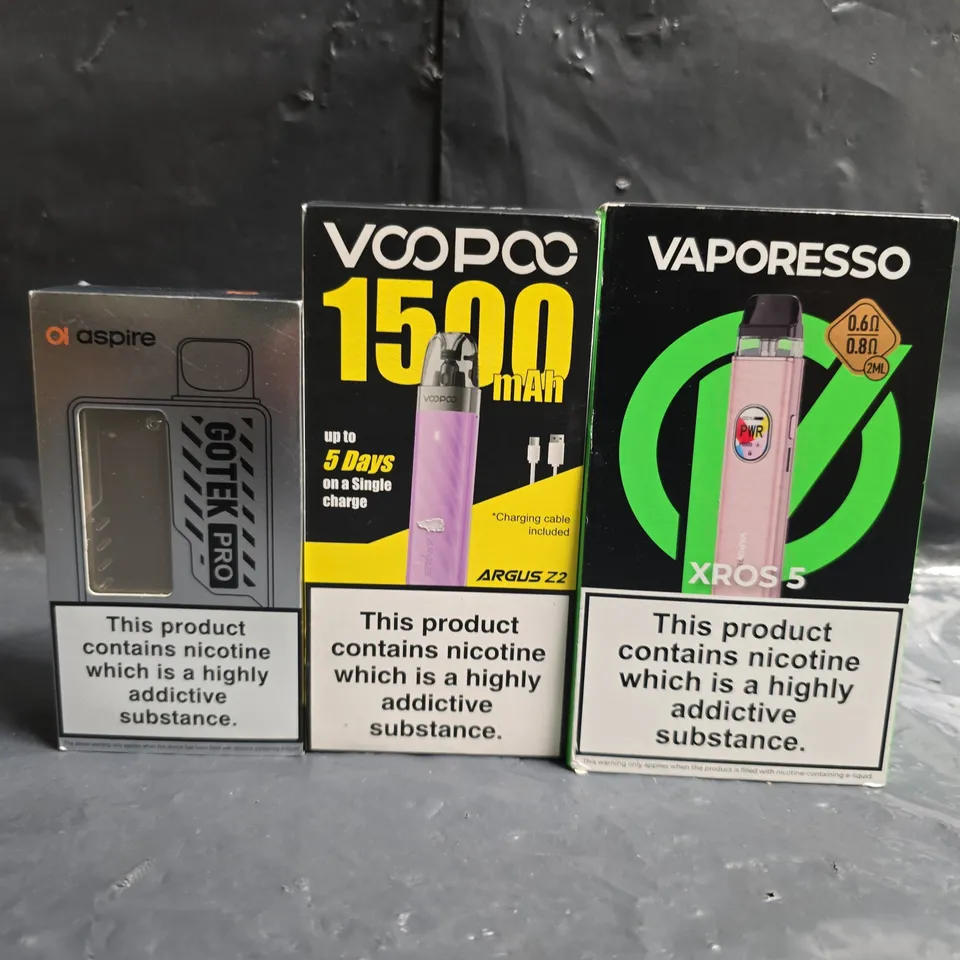 aspire
GOTEK PRO
This product
contains nicotine
which is a highly
addictive
substance.
VOOPOO
1500
mAh
VOOPOO
up to
5 Days
on a Single
charge
*Charging cable
included
ARGUS Z2
This product
contains nicotine
which is a highly
addictive
substance.
VAPORESSO
0.6Ω
0.8Ω
2ML
PWR
XROS 5
This product
contains nicotine
which is a highly
addictive
substance.
This warning only applies when the product is filled with nicotine-containing e-liquid.